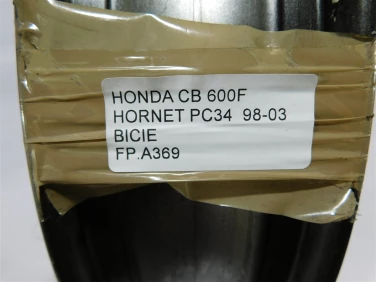 HONDA CB 600F
HORNET PC34 98-03
BICIE
FP.A369